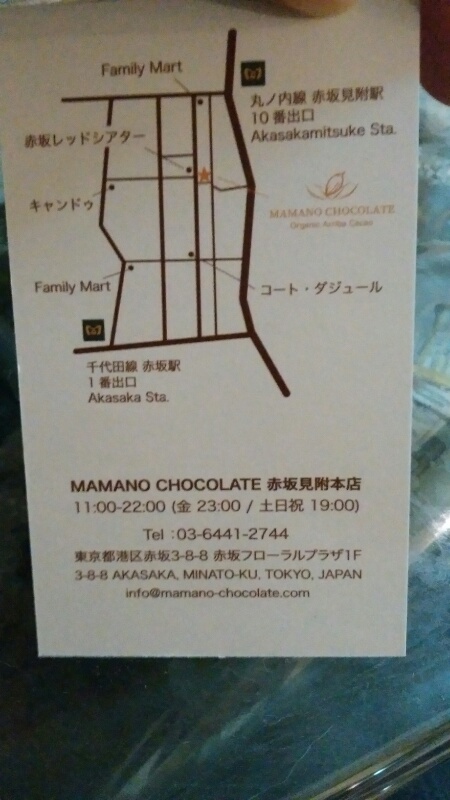 Family Mart
丸ノ内線 赤坂見附駅
10番出口
Akasakamitsuke Sta.
赤坂レッドシアター
キャンドゥ
MAMANO CHOCOLATE
Organic Arriba Cacao
Family Mart
コート・ダジュール
千代田線 赤坂駅
1番出口
Akasaka Sta.
MAMANO CHOCOLATE 赤坂見附本店
11:00-22:00 (金 23:00 / 土日祝 19:00)
Tel :03-6441-2744
東京都港区赤坂3-8-8 赤坂フローラルプラザ1F
3-8-8 AKASAKA, MINATO-KU, TOKYO, JAPAN
info@mamano-chocolate.com